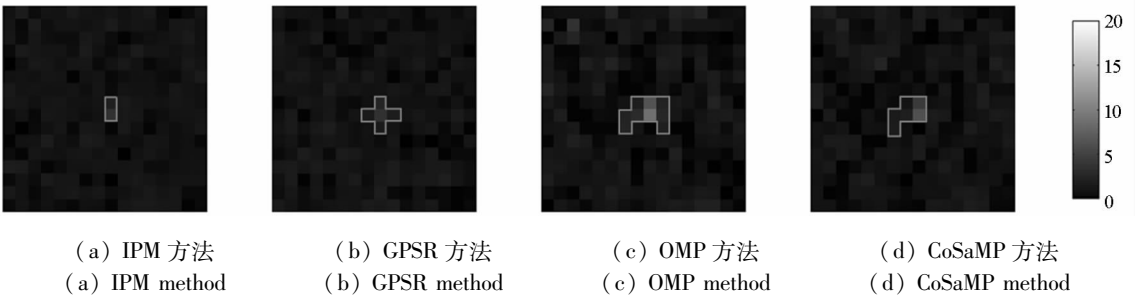 20
15
10
5
0
(a) IPM 方法
(b) GPSR 方法
(c) OMP 方法
(d) CoSaMP 方法
(a) IPM method
(b) GPSR method
(c) OMP method
(d) CoSaMP method